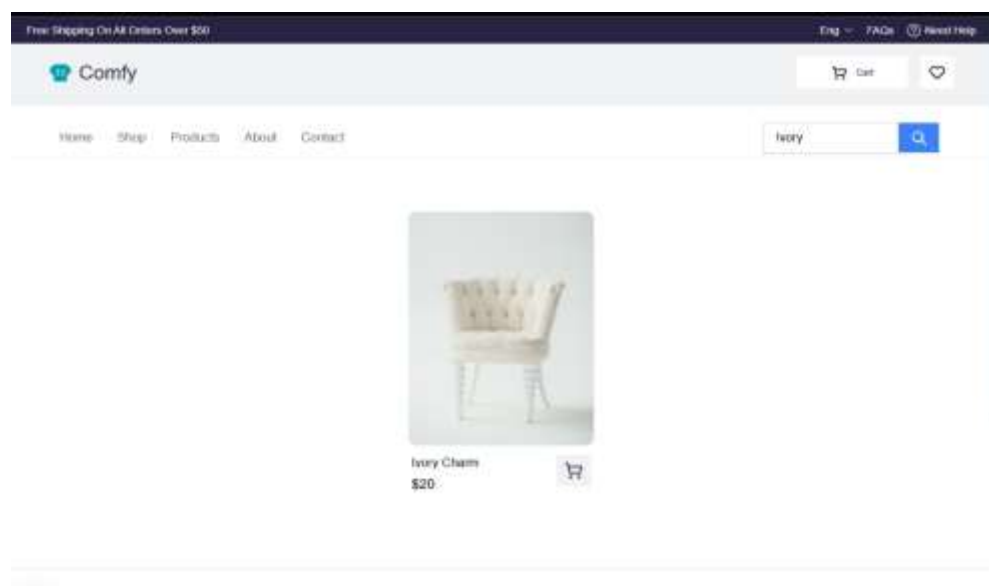 Free Shipping On All Orders Over $50
Eng FAQs Need Help
Comfy
Cart
Home Shop Products About Contact
Ivory
Ivory Charm
$20